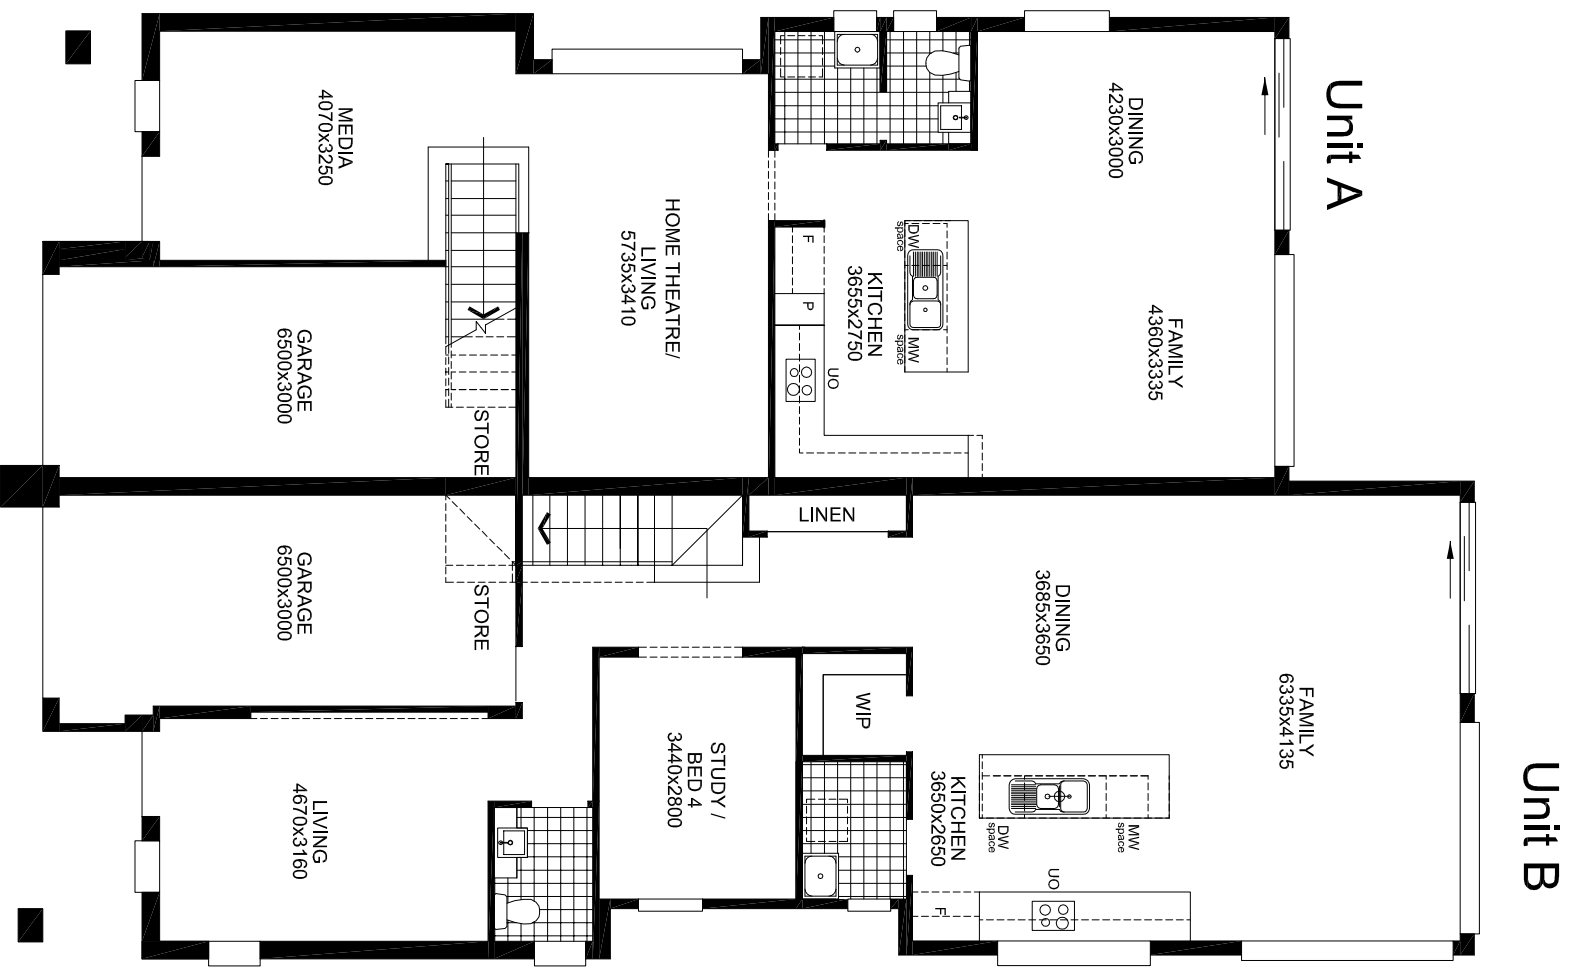 Unit A
DINING
4230x3000
FAMILY
4360x3335
KITCHEN
3655x2750
DW
space
MW
space
F
P
UO
HOME THEATRE/
LIVING
5735x3410
MEDIA
4070x3250
GARAGE
6500x3000
STORE
Unit B
FAMILY
6335x4135
DINING
3685x3650
LINEN
WIP
KITCHEN
3650x2650
DW
space
MW
space
UO
F
STUDY /
BED 4
3440x2800
STORE
GARAGE
6500x3000
LIVING
4670x3160